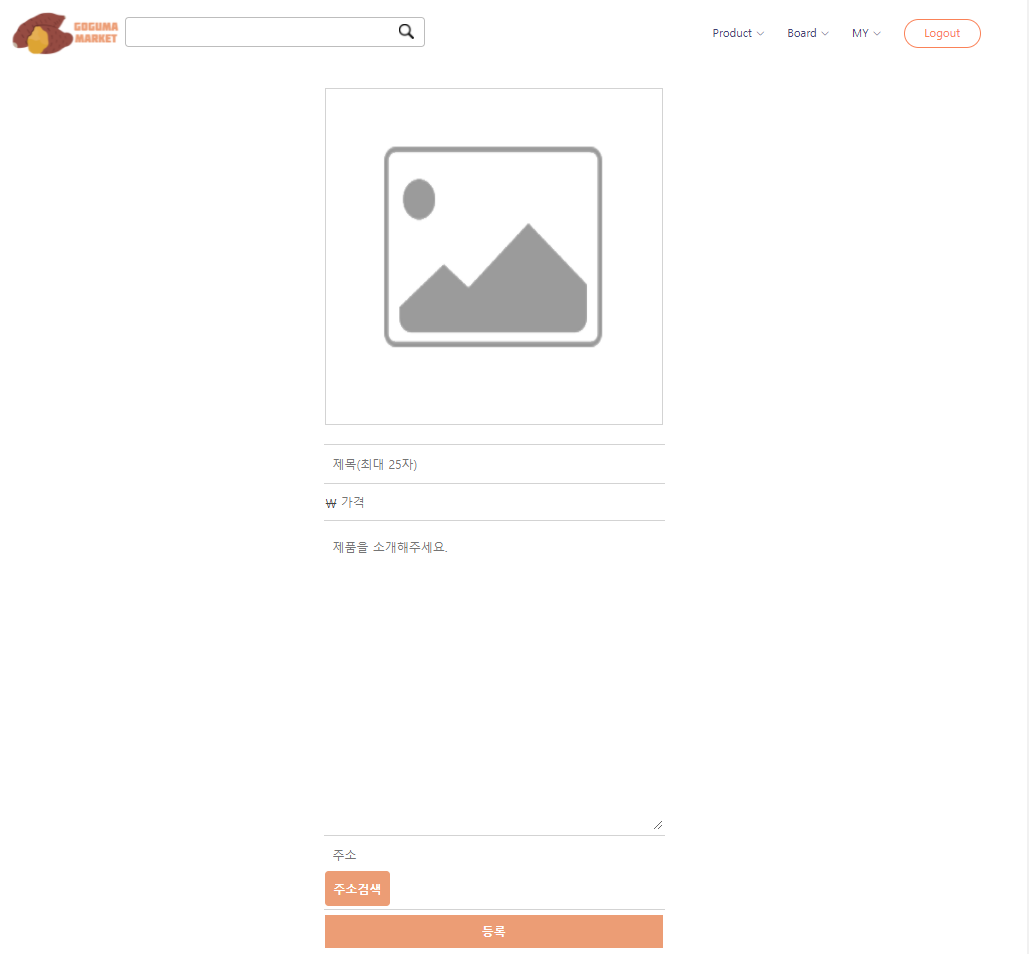 GOGUMA
MARKET
Product
Board
MY
Logout
제목(최대 25자)
₩ 가격
제품을 소개해주세요.
주소
주소검색
등록